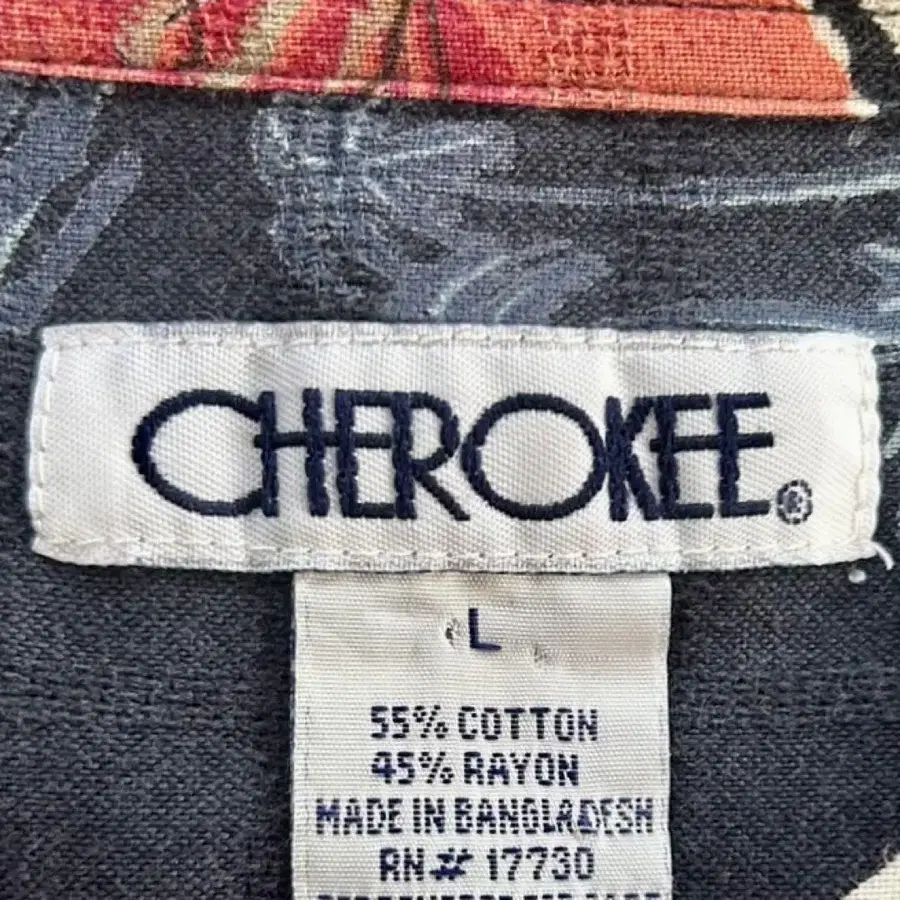 CHEROKEE®
L
55% COTTON
45% RAYON
MADE IN BANGLADESH
RN# 17730